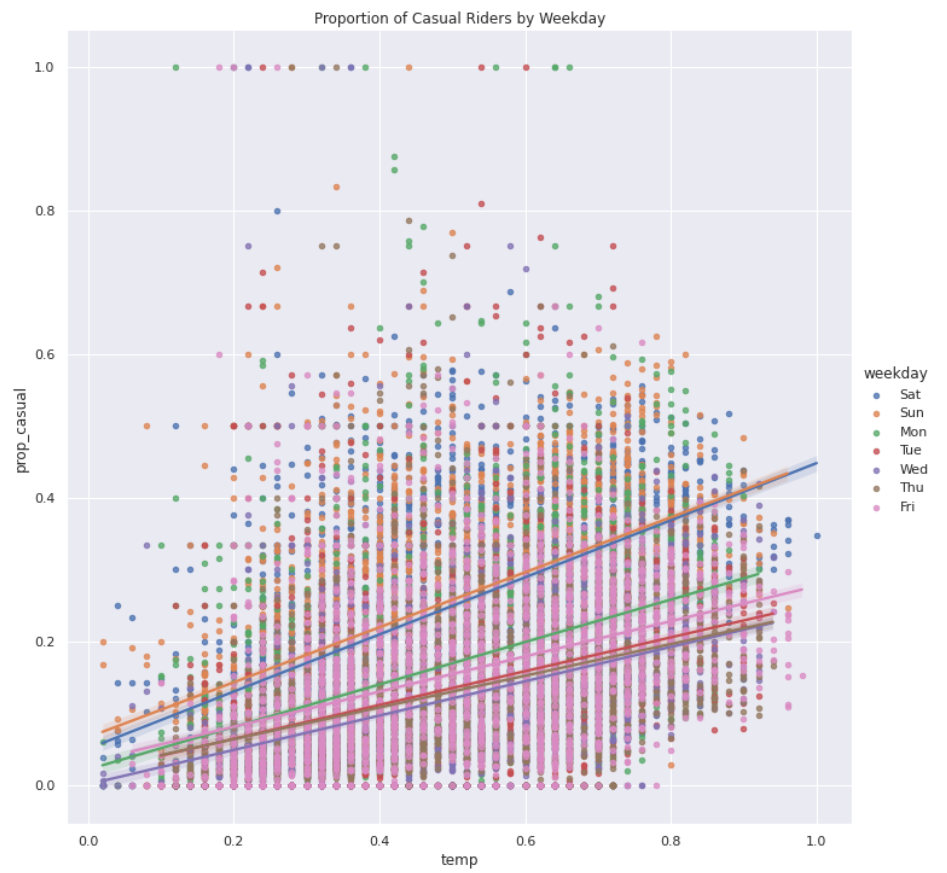 Proportion of Casual Riders by Weekday
1.0
0.8
0.6
0.4
0.2
0.0
prop_casual
0.0 0.2 0.4 0.6 0.8 1.0
temp
weekday
Sat
Sun
Mon
Tue
Wed
Thu
Fri